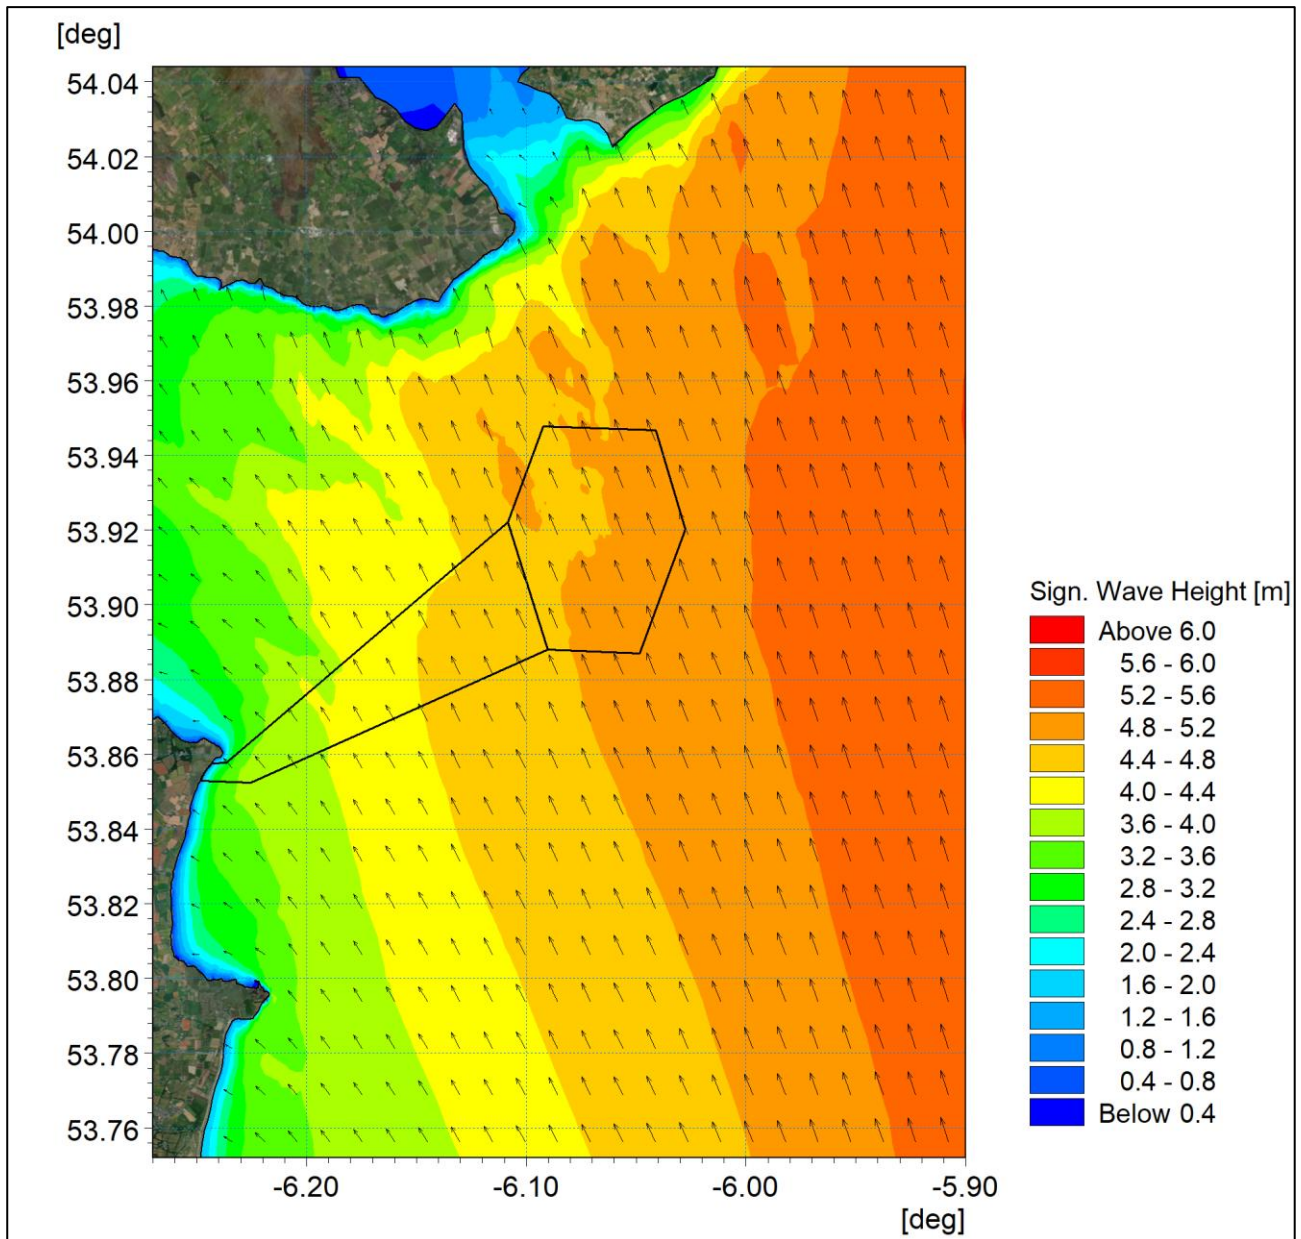 [deg]
54.04
54.02
54.00
53.98
53.96
53.94
53.92
53.90
53.88
53.86
53.84
53.82
53.80
53.78
53.76
-6.20
-6.10
-6.00
-5.90
[deg]
Sign. Wave Height [m]
Above 6.0
5.6 - 6.0
5.2 - 5.6
4.8 - 5.2
4.4 - 4.8
4.0 - 4.4
3.6 - 4.0
3.2 - 3.6
2.8 - 3.2
2.4 - 2.8
2.0 - 2.4
1.6 - 2.0
1.2 - 1.6
0.8 - 1.2
0.4 - 0.8
Below 0.4